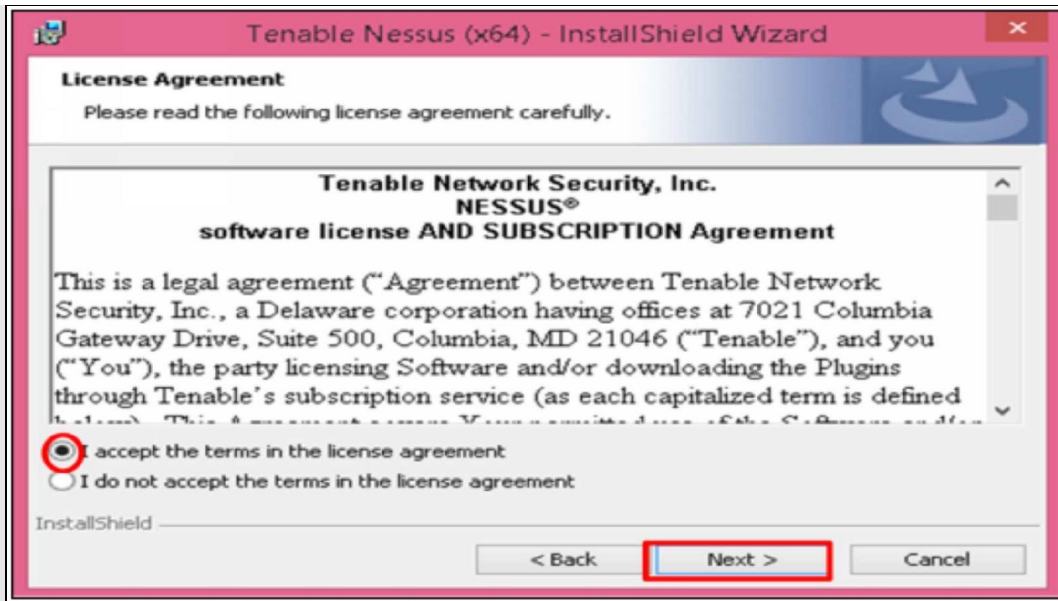 Tenable Nessus (x64) - InstallShield Wizard
License Agreement
Please read the following license agreement carefully.
Tenable Network Security, Inc.
NESSUS®
software license AND SUBSCRIPTION Agreement
This is a legal agreement (“Agreement”) between Tenable Network
Security, Inc., a Delaware corporation having offices at 7021 Columbia
Gateway Drive, Suite 500, Columbia, MD 21046 (“Tenable”), and you
(“You”), the party licensing Software and/or downloading the Plugins
through Tenable’s subscription service (as each capitalized term is defined
I accept the terms in the license agreement
I do not accept the terms in the license agreement
InstallShield
< Back Next > Cancel